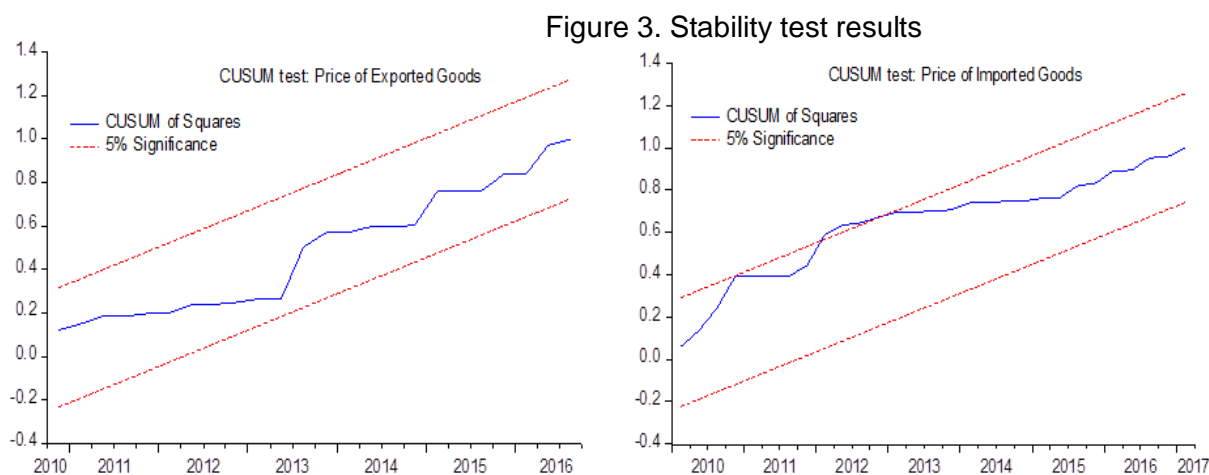 Figure 3. Stability test results
CUSUM test: Price of Exported Goods
CUSUM of Squares
5% Significance
1.4
1.2
1.0
0.8
0.6
0.4
0.2
0.0
-0.2
-0.4
2010 2011 2012 2013 2014 2015 2016
CUSUM test: Price of Imported Goods
CUSUM of Squares
5% Significance
1.4
1.2
1.0
0.8
0.6
0.4
0.2
0.0
-0.2
-0.4
2010 2011 2012 2013 2014 2015 2016 2017